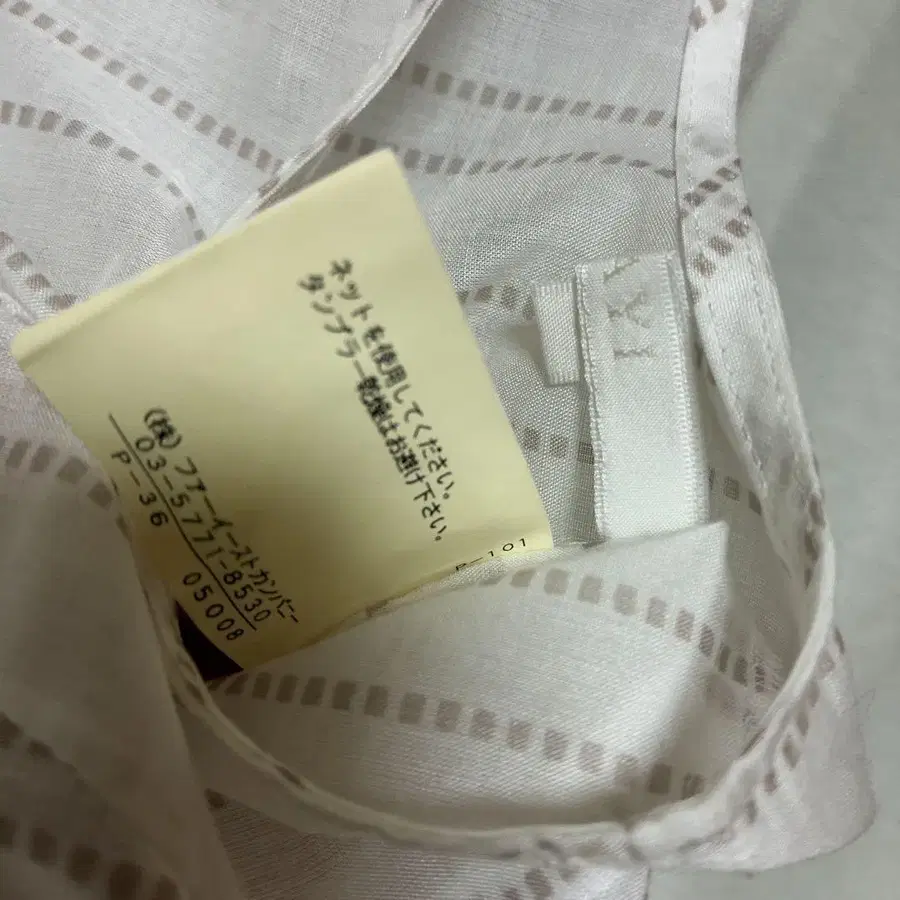 ネットを使用してください。
タンブラー乾燥はお避け下さい。
P-101
(株)ファーイーストカンパニー
03-5771-8530
P-36 05008